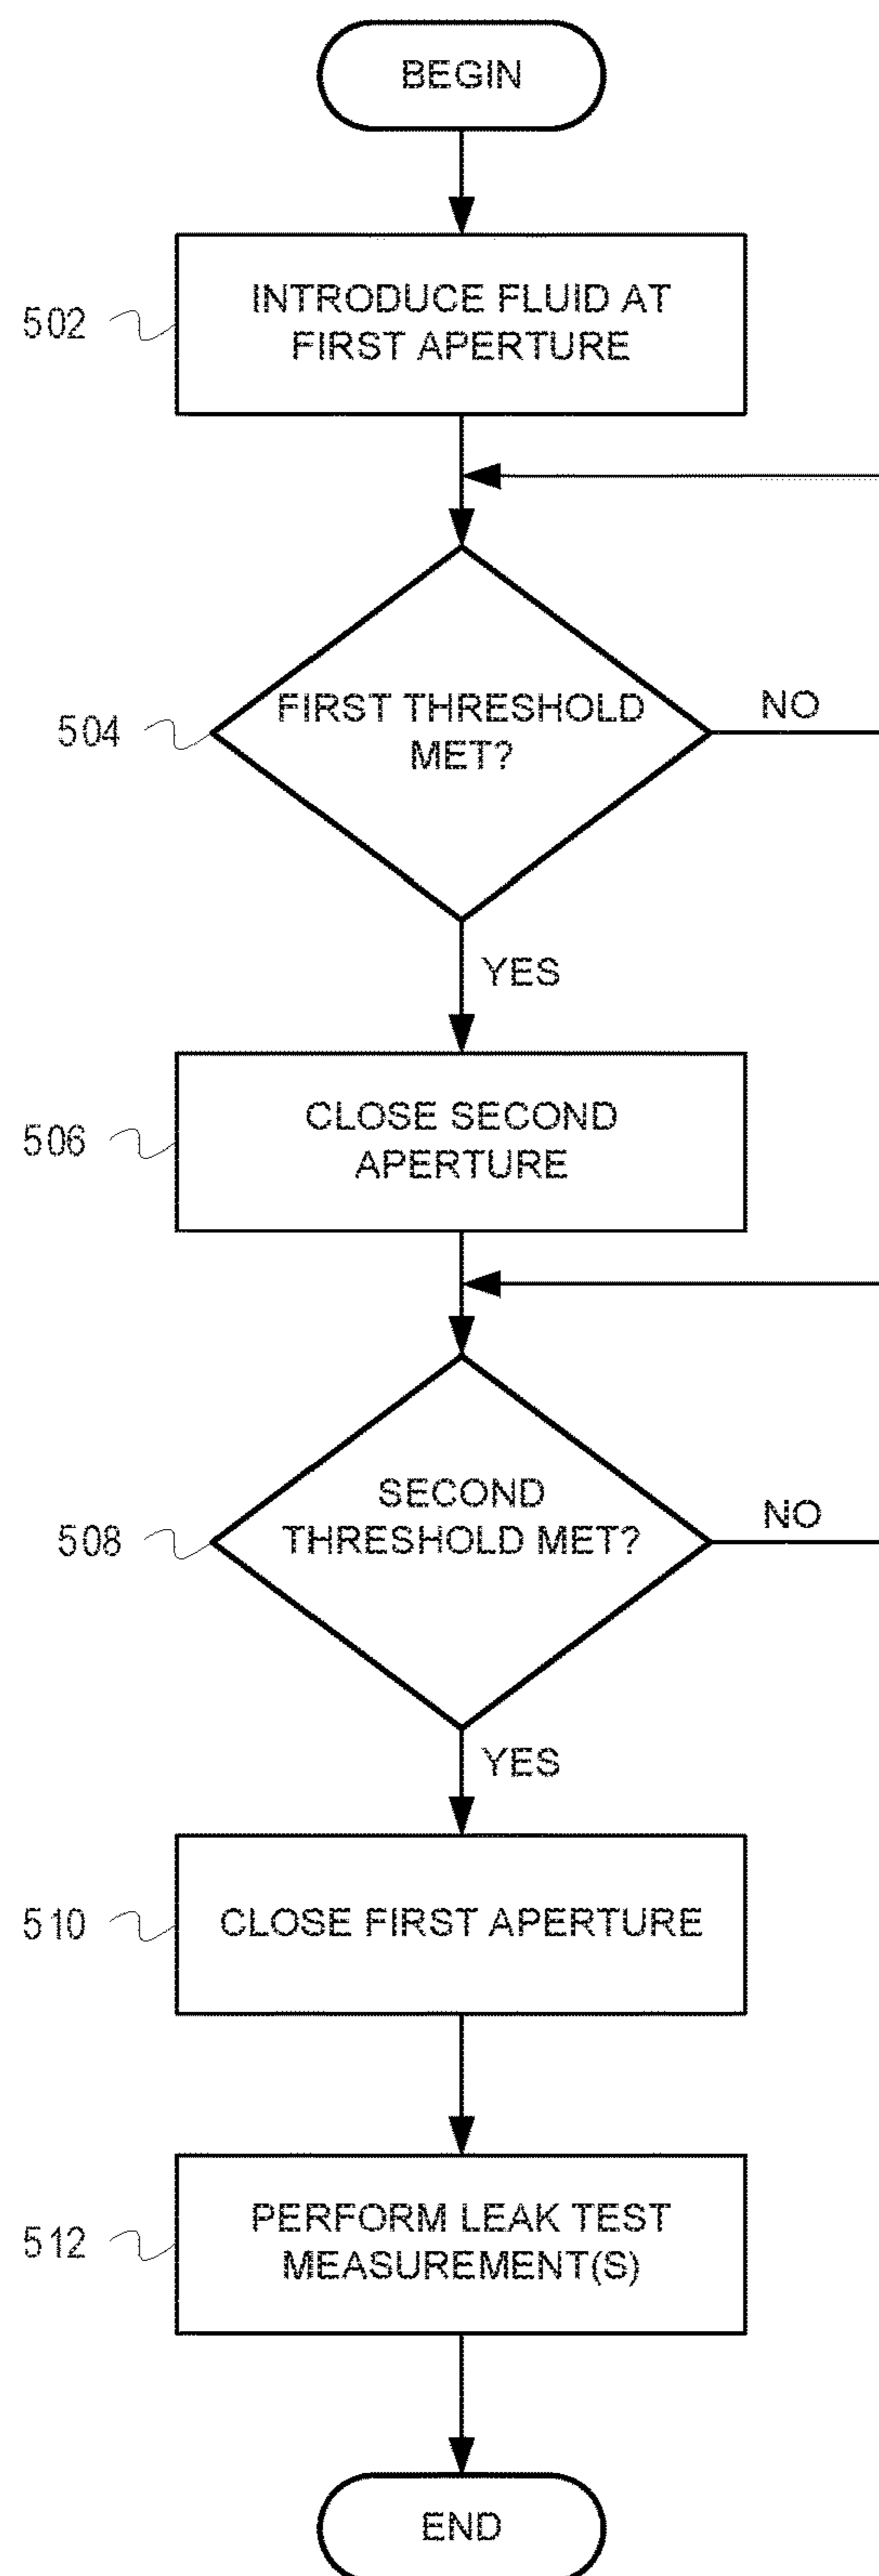 BEGIN
502
INTRODUCE FLUID AT
FIRST APERTURE
504
FIRST THRESHOLD
MET?
NO
YES
506
CLOSE SECOND
APERTURE
508
SECOND
THRESHOLD MET?
NO
YES
510
CLOSE FIRST APERTURE
512
PERFORM LEAK TEST
MEASUREMENT(S)
END